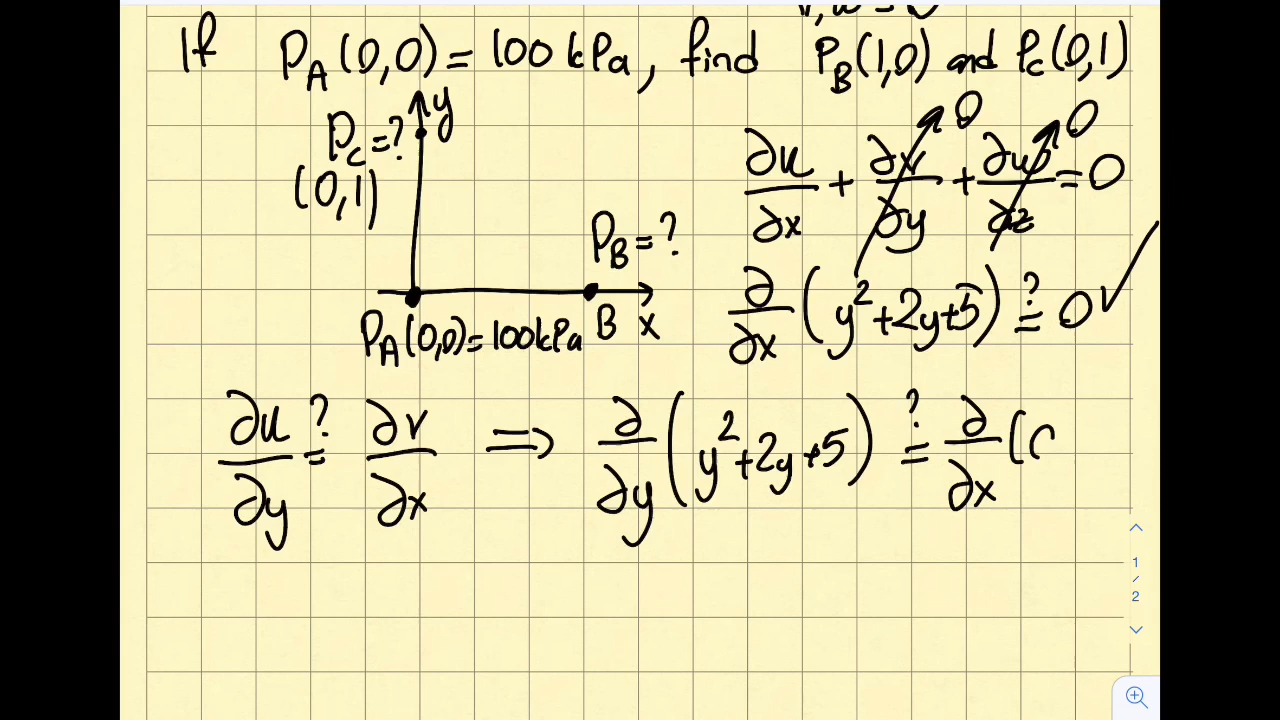 If P_A(0,0) = 100 kPa, find P_B(1,0) and P_C(0,1)
y
P_C = ?
(0,1)
P_B = ?
B x
P_A(0,0) = 100 kPa
∂u/∂x + ∂v/∂y + ∂w/∂z = 0
0 0
∂/∂x (y² + 2y + 5) ?= 0 ✓
∂u/∂y ?= ∂v/∂x ⇒ ∂/∂y (y² + 2y + 5) ?= ∂/∂x (
1
/
2